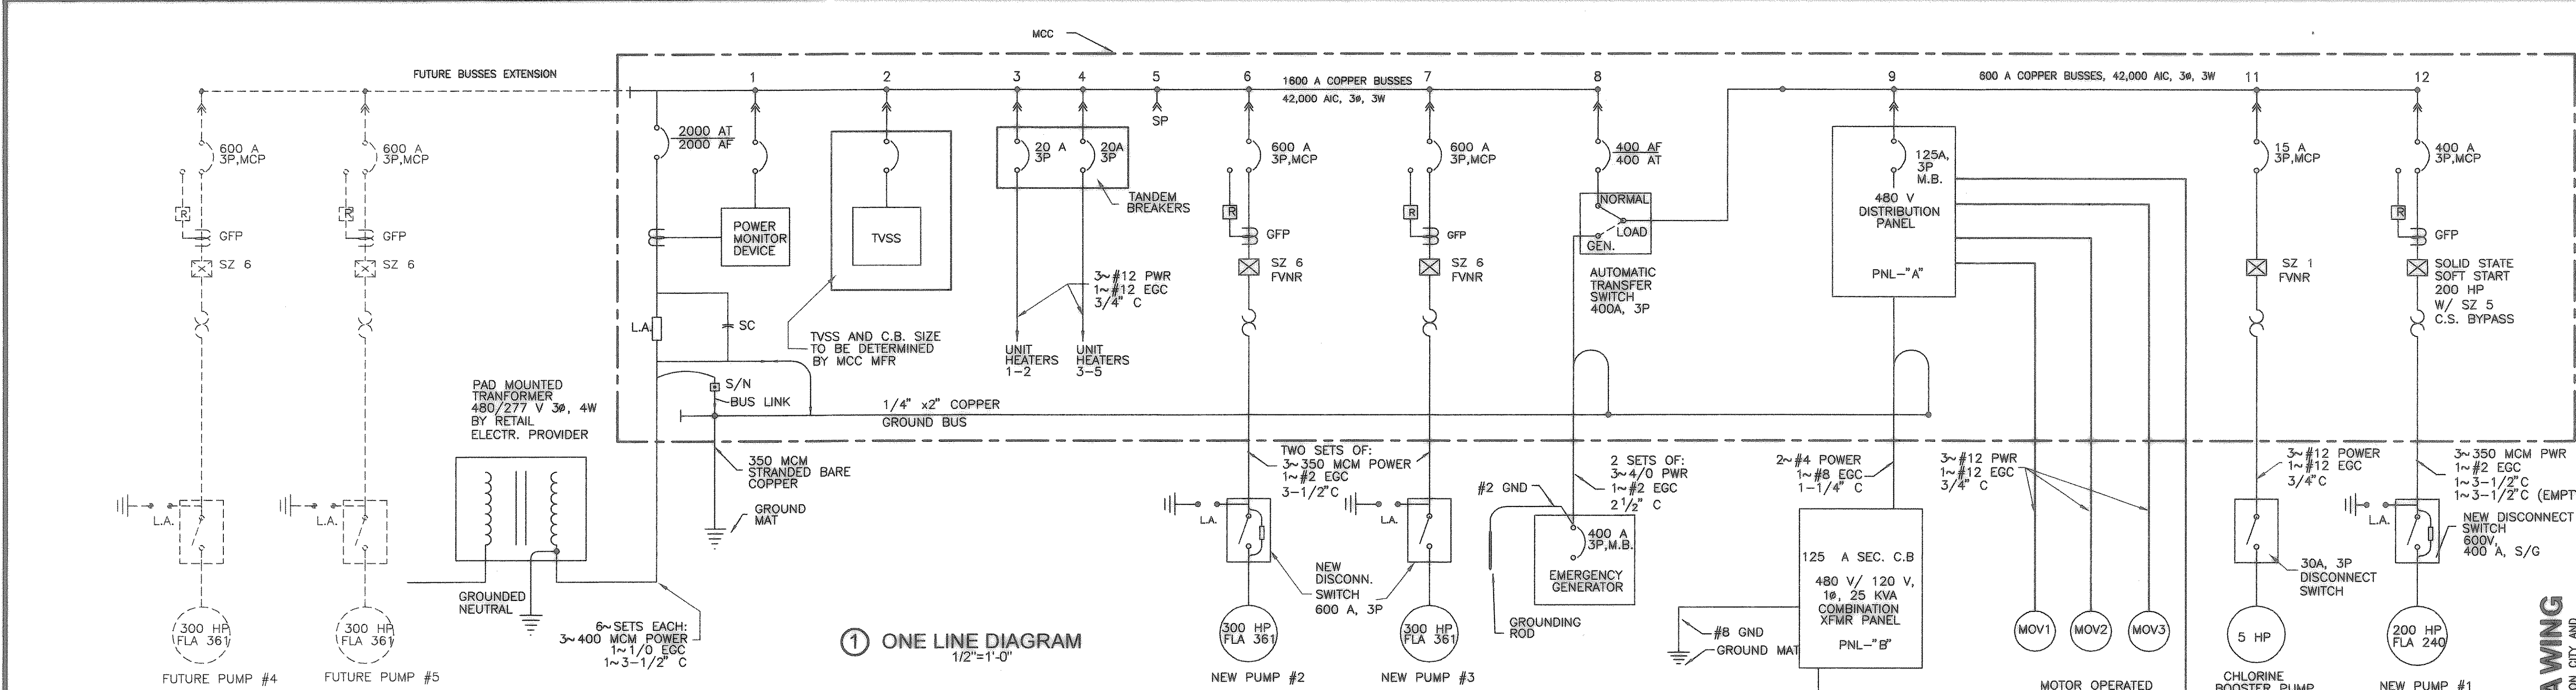 MCC
FUTURE BUSSES EXTENSION
1
2
3
4
5
6
1600 A COPPER BUSSES
42,000 AIC, 3ø, 3W
7
8
9
600 A COPPER BUSSES, 42,000 AIC, 3ø, 3W
11
12
600 A
3P,MCP
R
GFP
SZ 6
600 A
3P,MCP
R
GFP
SZ 6
2000 AT
2000 AF
POWER
MONITOR
DEVICE
TVSS
20 A
3P
20A
3P
TANDEM
BREAKERS
SP
600 A
3P,MCP
R
GFP
SZ 6
FVNR
600 A
3P,MCP
R
GFP
SZ 6
FVNR
400 AF
400 AT
NORMAL
LOAD
GEN.
AUTOMATIC
TRANSFER
SWITCH
400A, 3P
125A,
3P
M.B.
480 V
DISTRIBUTION
PANEL
PNL-"A"
15 A
3P,MCP
SZ 1
FVNR
400 A
3P,MCP
R
GFP
SOLID STATE
SOFT START
200 HP
W/ SZ 5
C.S. BYPASS
L.A.
SC
TVSS AND C.B. SIZE
TO BE DETERMINED
BY MCC MFR
3~#12 PWR
1~#12 EGC
3/4" C
UNIT
HEATERS
1-2
UNIT
HEATERS
3-5
S/N
BUS LINK
1/4" x2" COPPER
GROUND BUS
PAD MOUNTED
TRANFORMER
480/277 V 3ø, 4W
BY RETAIL
ELECTR. PROVIDER
350 MCM
STRANDED BARE
COPPER
GROUND
MAT
TWO SETS OF:
3~350 MCM POWER
1~#2 EGC
3-1/2"C
#2 GND
2 SETS OF:
3~4/0 PWR
1~#2 EGC
2 1/2" C
2~#4 POWER
1~#8 EGC
1-1/4" C
3~#12 PWR
1~#12 EGC
3/4" C
3~#12 POWER
1~#12 EGC
3/4"C
3~350 MCM PWR
1~#2 EGC
1~3-1/2"C
1~3-1/2"C (EMPT
L.A.
L.A.
L.A.
L.A.
L.A.
NEW DISCONNECT
SWITCH
600V,
400 A, S/G
400 A
3P,M.B.
EMERGENCY
GENERATOR
125 A SEC. C.B
480 V/ 120 V,
1ø, 25 KVA
COMBINATION
XFMR PANEL
PNL-"B"
30A, 3P
DISCONNECT
SWITCH
NEW
DISCONN.
SWITCH
600 A, 3P
GROUNDED
NEUTRAL
6~SETS EACH:
3~400 MCM POWER
1~1/0 EGC
1~3-1/2" C
GROUNDING
ROD
#8 GND
GROUND MAT
300 HP
FLA 361
FUTURE PUMP #4
300 HP
FLA 361
FUTURE PUMP #5
1 ONE LINE DIAGRAM
1/2"=1'-0"
300 HP
FLA 361
NEW PUMP #2
300 HP
FLA 361
NEW PUMP #3
MOV1
MOV2
MOV3
MOTOR OPERATED
5 HP
CHLORINE
BOOSTER PUMP
200 HP
FLA 240
NEW PUMP #1
AWING
ON CITY AND